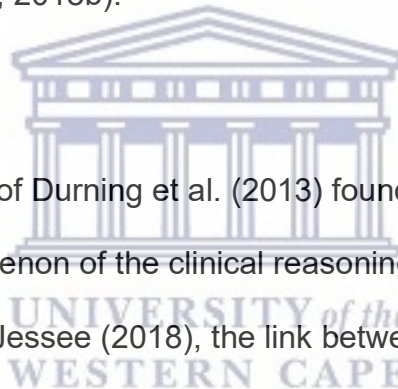 , 2018b).
of Durning et al. (2013) found
enon of the clinical reasoning
UNIVERSITY of the
Jessee (2018), the link betwe
WESTERN CAPE